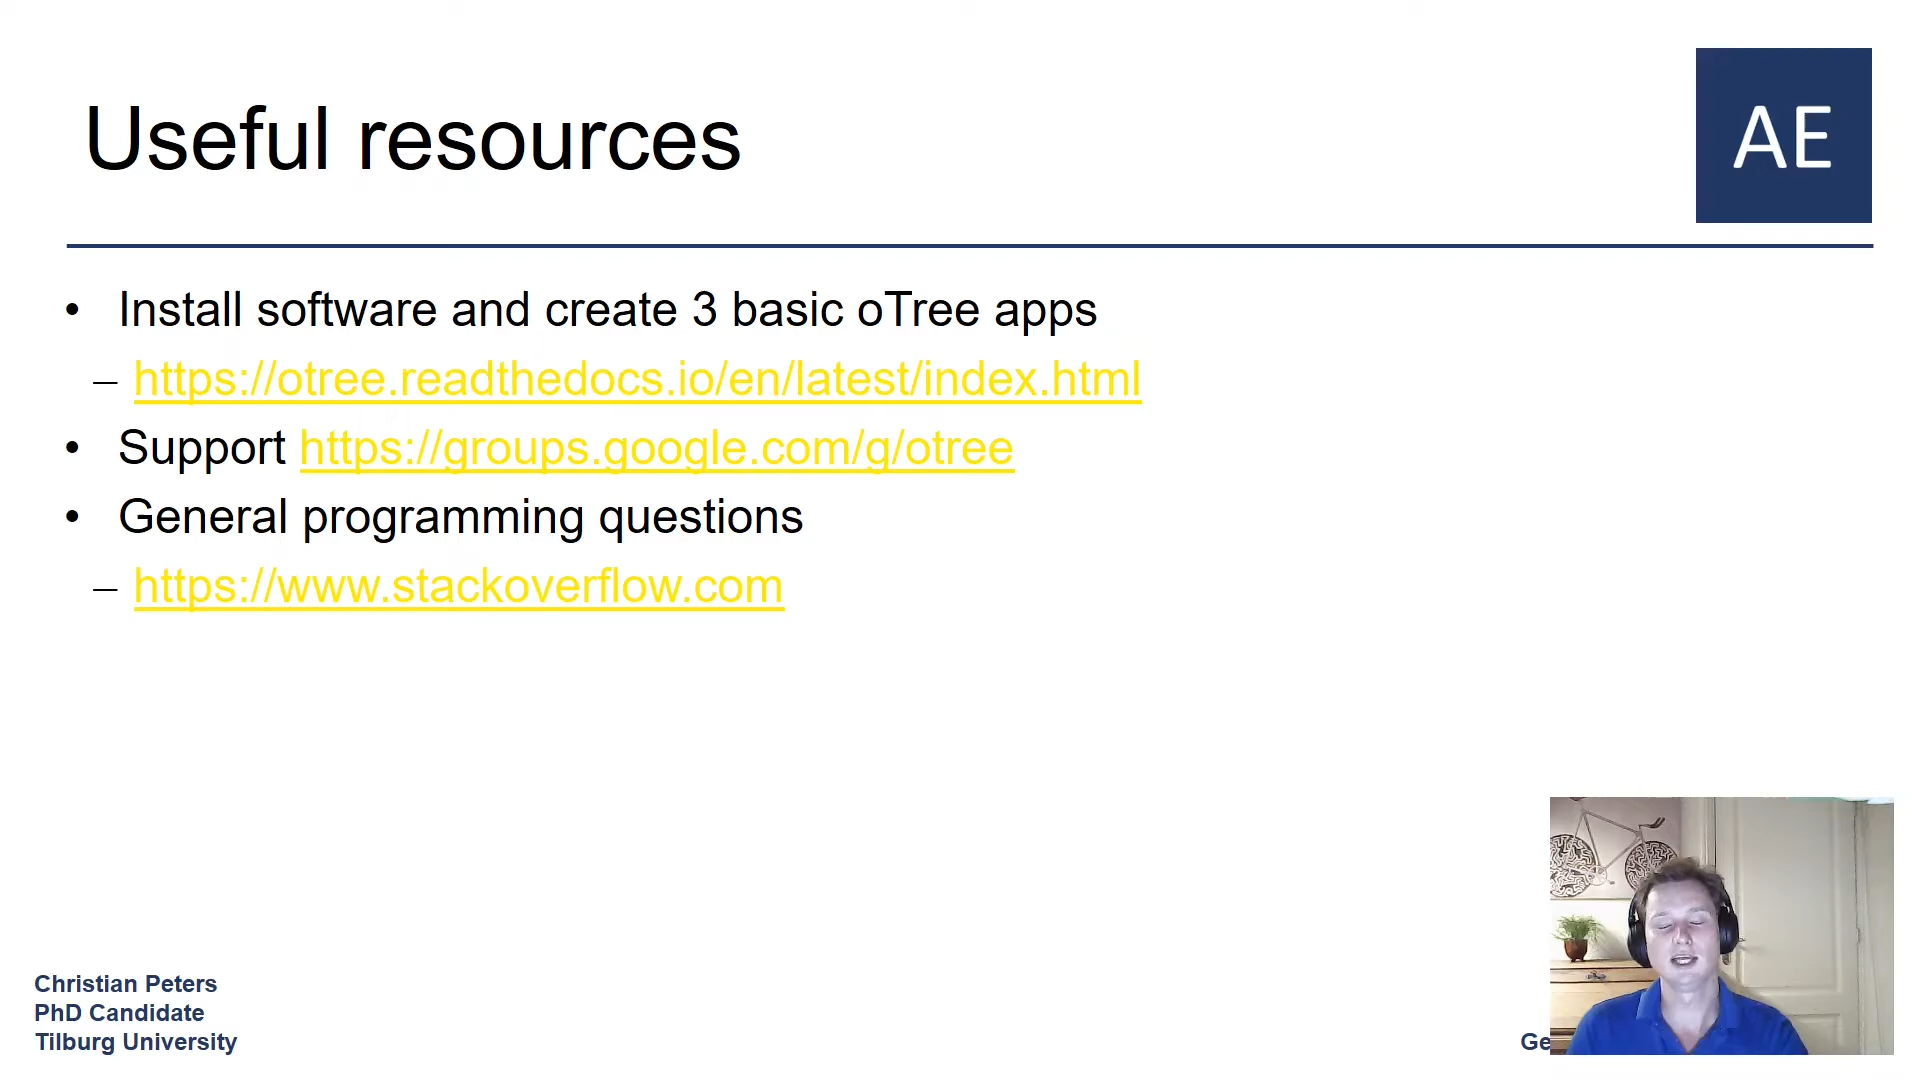 Useful resources
AE
• Install software and create 3 basic oTree apps
– https://otree.readthedocs.io/en/latest/index.html
• Support https://groups.google.com/g/otree
• General programming questions
– https://www.stackoverflow.com
Christian Peters
PhD Candidate
Tilburg University